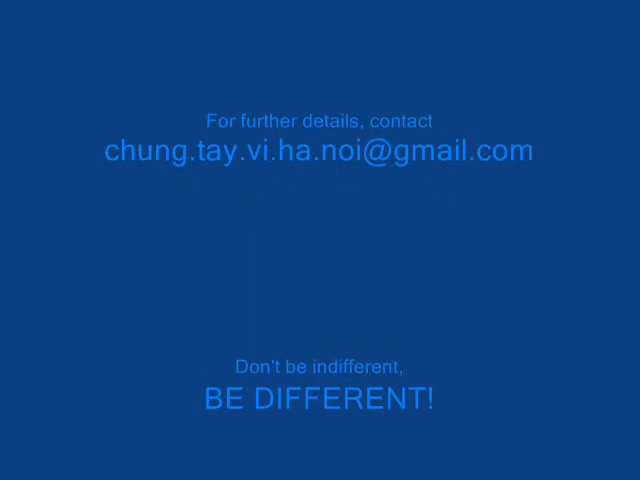 For further details, contact
chung.tay.vi.ha.noi@gmail.com
Don't be indifferent,
BE DIFFERENT!